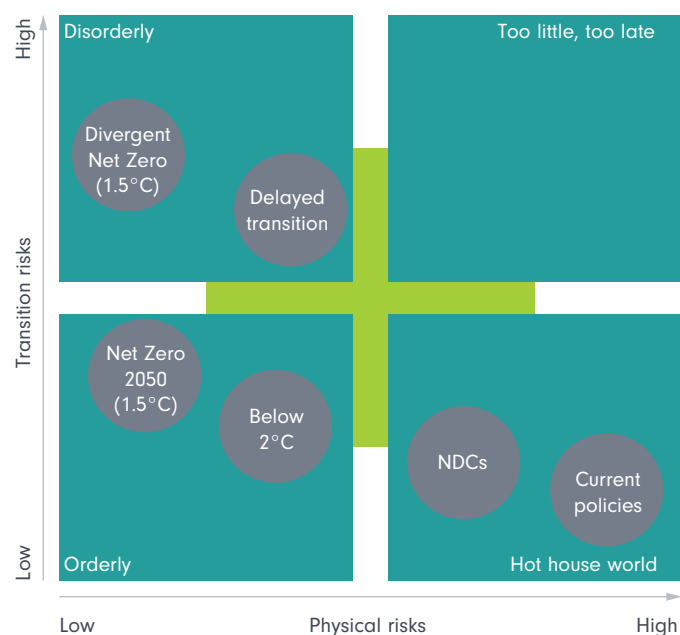 High
Disorderly
Too little, too late
Divergent
Net Zero
(1.5°C)
Delayed
transition
Transition risks
Net Zero
2050
(1.5°C)
Below
2°C
NDCs
Current
policies
Low
Orderly
Hot house world
Low
Physical risks
High